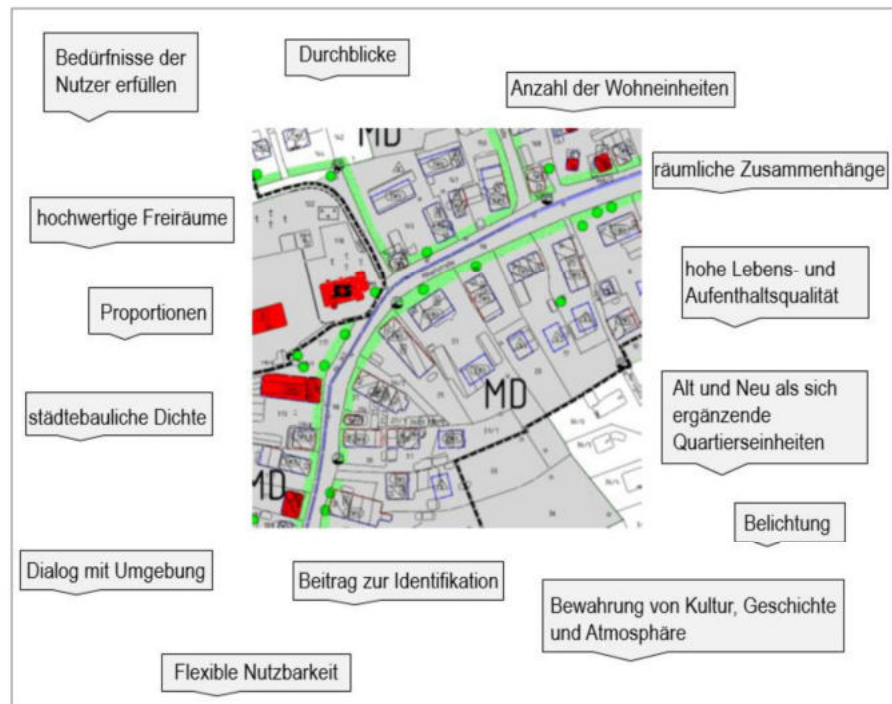 Bedürfnisse der
Nutzer erfüllen
Durchblicke
Anzahl der Wohneinheiten
räumliche Zusammenhänge
hochwertige Freiräume
hohe Lebens- und
Aufenthaltsqualität
Proportionen
städtebauliche Dichte
Alt und Neu als sich
ergänzende
Quartierseinheiten
Belichtung
Dialog mit Umgebung
Beitrag zur Identifikation
Bewahrung von Kultur, Geschichte
und Atmosphäre
Flexible Nutzbarkeit
MD
MD
MD